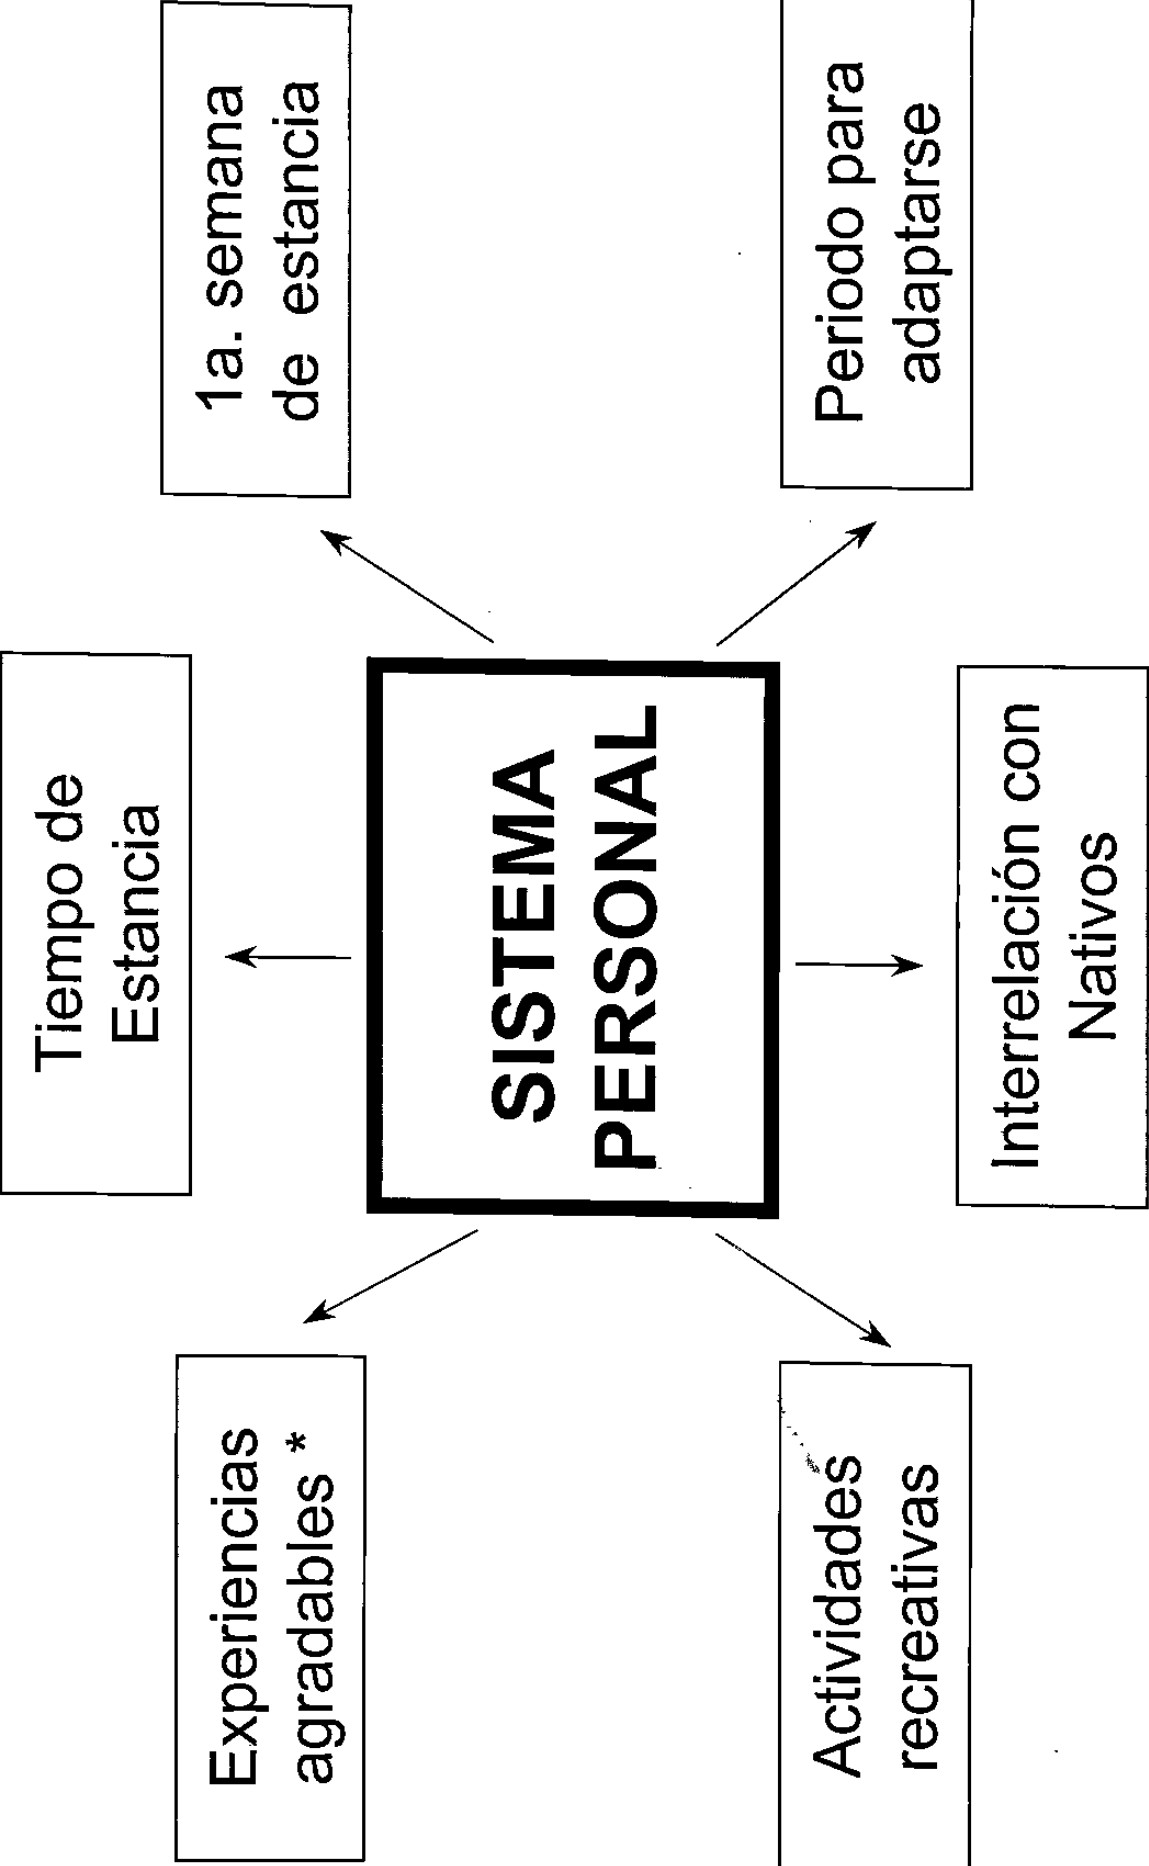 Tiempo de
Estancia
Experiencias
agradables *
1a. semana
de estancia
SISTEMA
PERSONAL
Actividades
recreativas
Periodo para
adaptarse
Interrelación con
Nativos